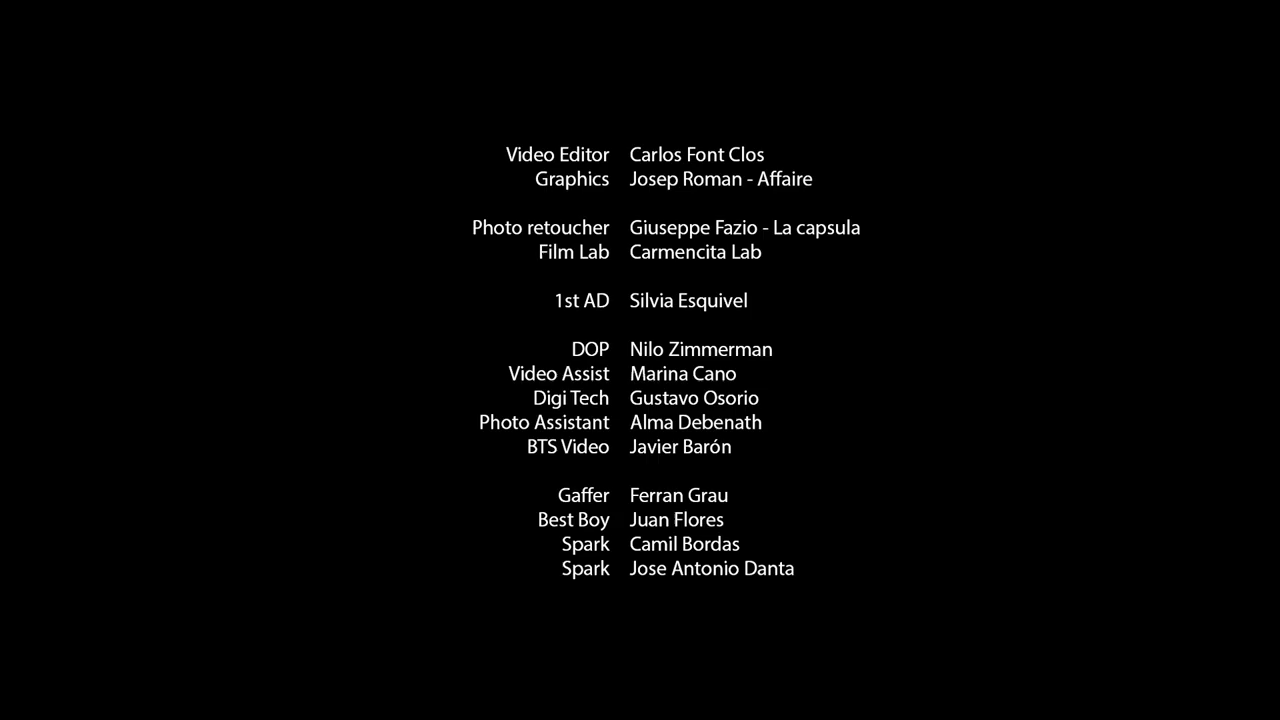 Video Editor Carlos Font Clos
Graphics Josep Roman - Affaire
Photo retoucher Giuseppe Fazio - La capsula
Film Lab Carmencita Lab
1st AD Silvia Esquivel
DOP Nilo Zimmerman
Video Assist Marina Cano
Digi Tech Gustavo Osorio
Photo Assistant Alma Debenath
BTS Video Javier Barón
Gaffer Ferran Grau
Best Boy Juan Flores
Spark Camil Bordas
Spark Jose Antonio Danta